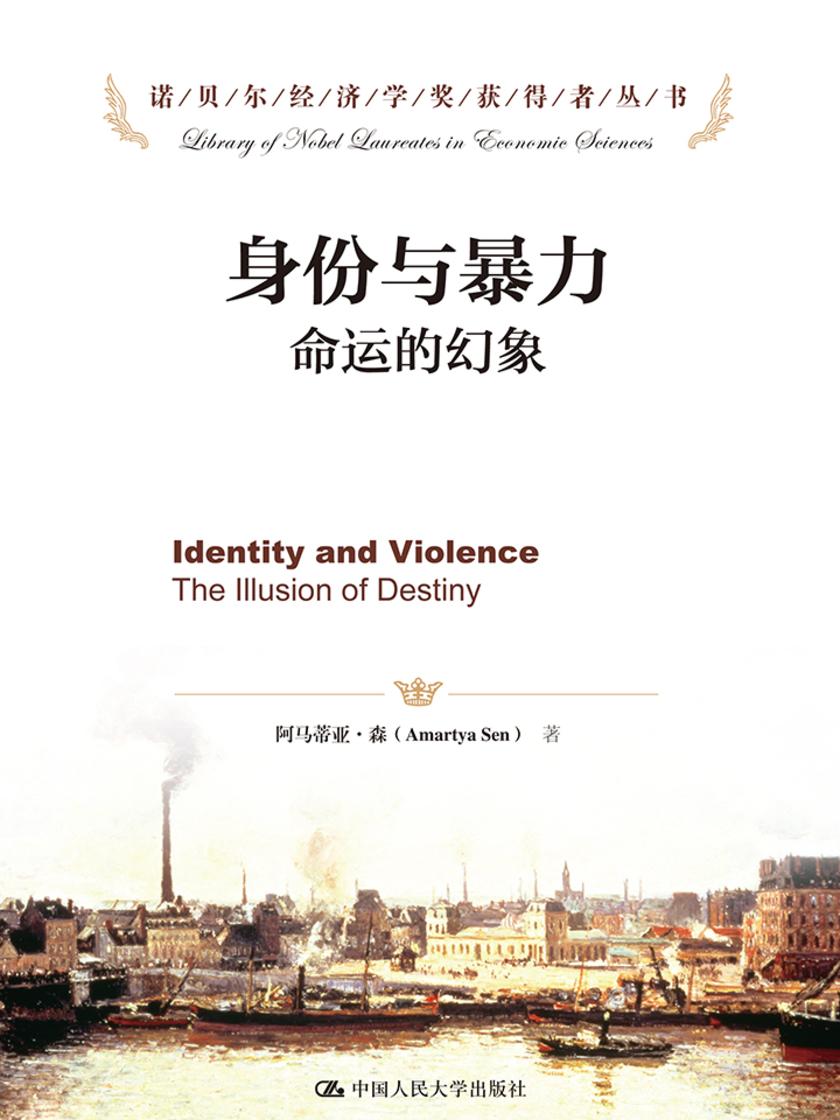 诺/贝/尔/经/济/学/奖/获/得/者/丛/书
Library of Nobel Laureates in Economic Sciences
身份与暴力
命运的幻象
Identity and Violence
The Illusion of Destiny
阿马蒂亚·森（Amartya Sen） 著
中国人民大学出版社